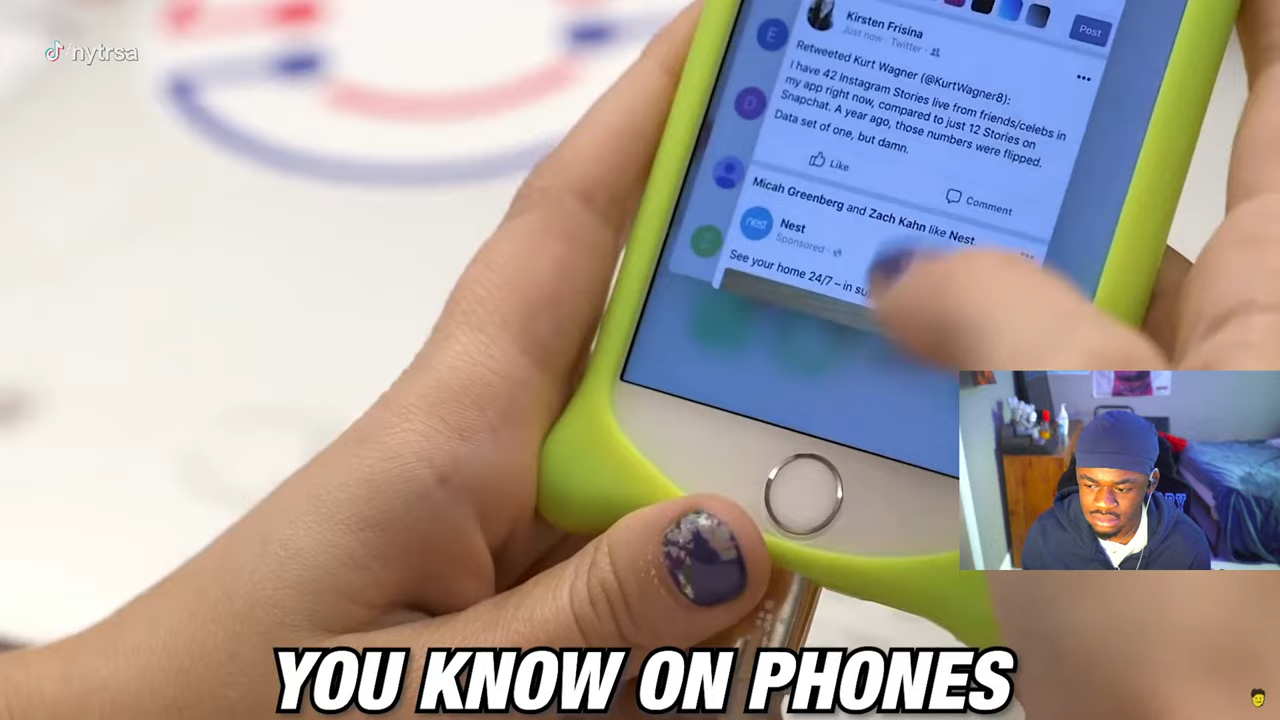 nytrsa
Post
Kirsten Frisina
Just now · Twitter ·
Retweeted Kurt Wagner (@KurtWagner8):
I have 42 Instagram Stories live from friends/celebs in
my app right now, compared to just 12 Stories on
Snapchat. A year ago, those numbers were flipped.
Data set of one, but damn.
Like
Comment
Micah Greenberg and Zach Kahn like Nest.
nest
Nest
Sponsored ·
See your home 24/7 – in su
E
D
YOU KNOW ON PHONES